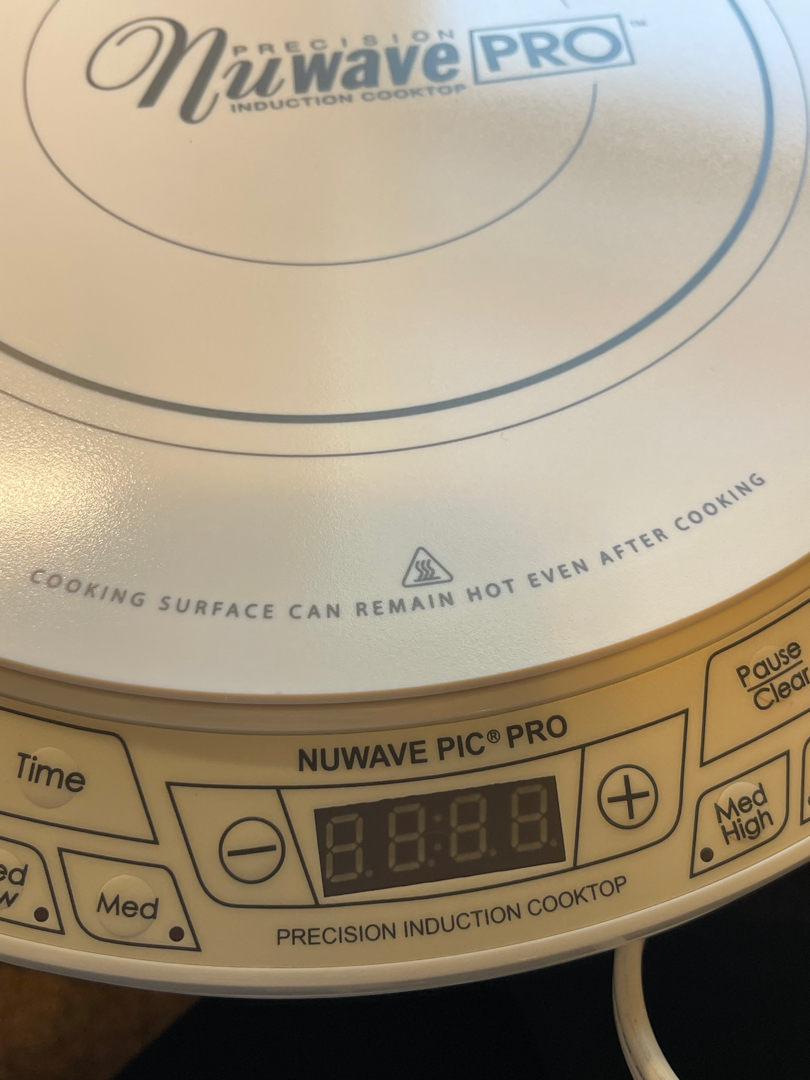 PRECISION
Nuwave PRO™
INDUCTION COOKTOP
COOKING SURFACE CAN REMAIN HOT EVEN AFTER COOKING
NUWAVE PIC® PRO
Pause
Clear
Time
Med
High
Med
PRECISION INDUCTION COOKTOP